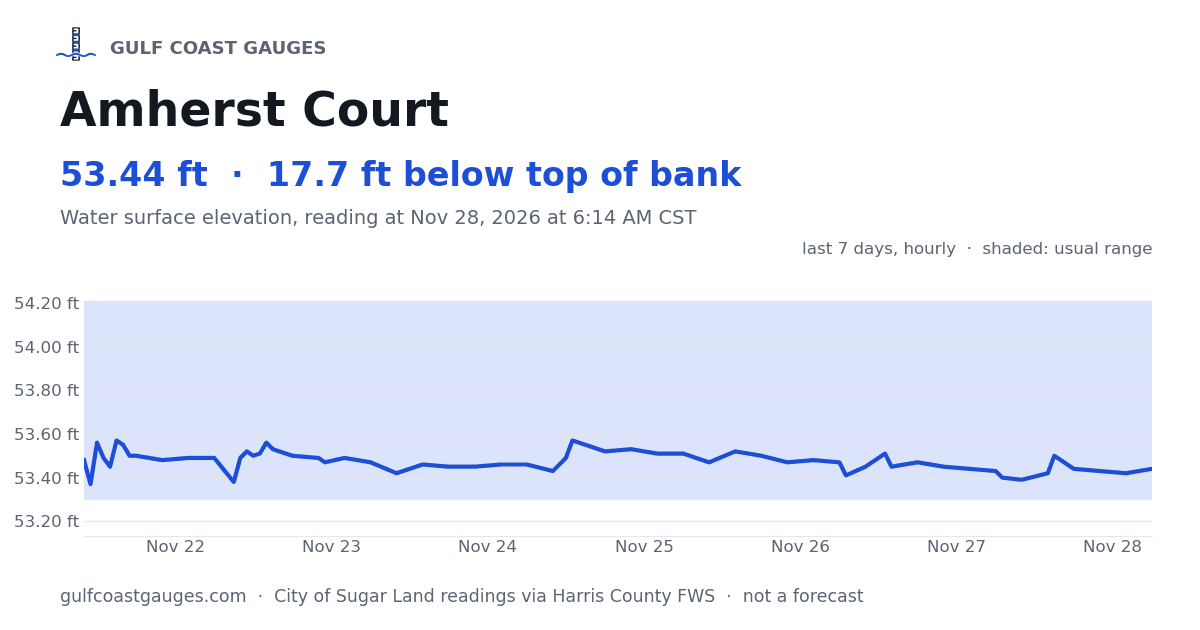 GULF COAST GAUGES
Amherst Court
53.44 ft · 17.7 ft below top of bank
Water surface elevation, reading at Nov 28, 2026 at 6:14 AM CST
last 7 days, hourly · shaded: usual range
54.20 ft
54.00 ft
53.80 ft
53.60 ft
53.40 ft
53.20 ft
Nov 22 Nov 23 Nov 24 Nov 25 Nov 26 Nov 27 Nov 28
gulfcoastgauges.com · City of Sugar Land readings via Harris County FWS · not a forecast